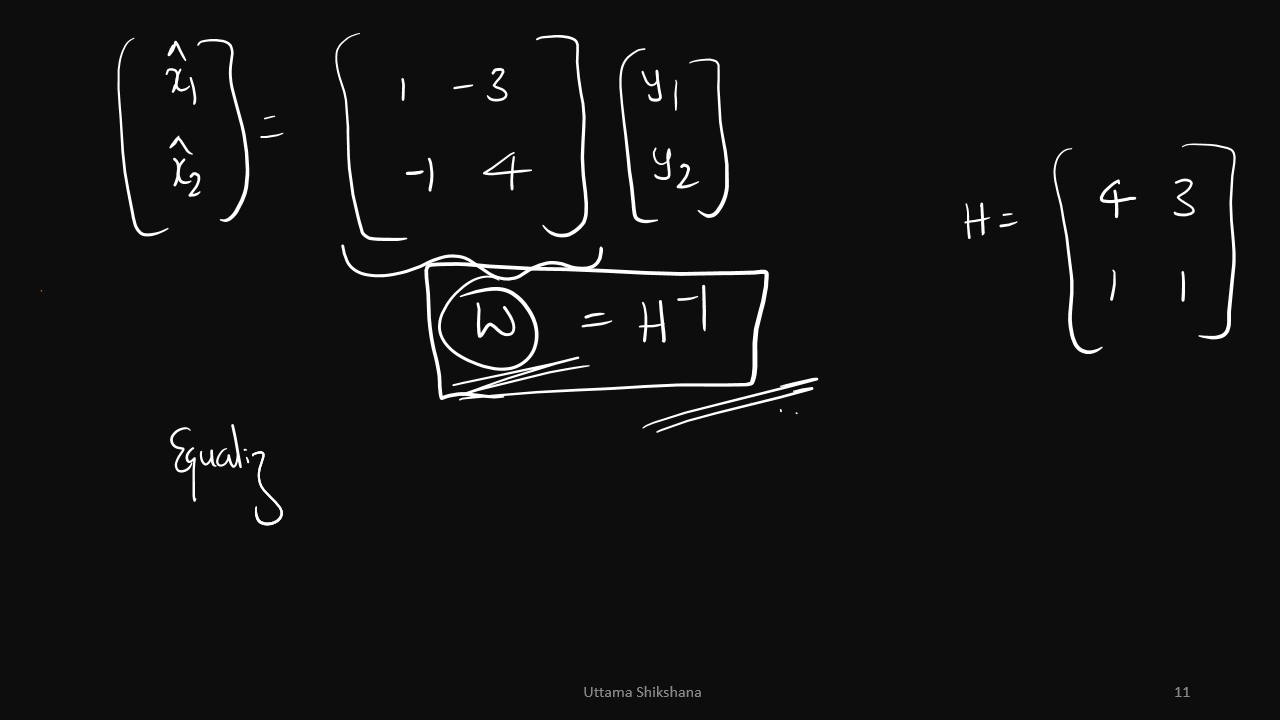 [x̂1 x̂2] = [1 -3 -1 4] [y1 y2]
H = [4 3 1 1]
W = H^-1
Equaliz
Uttama Shikshana 11